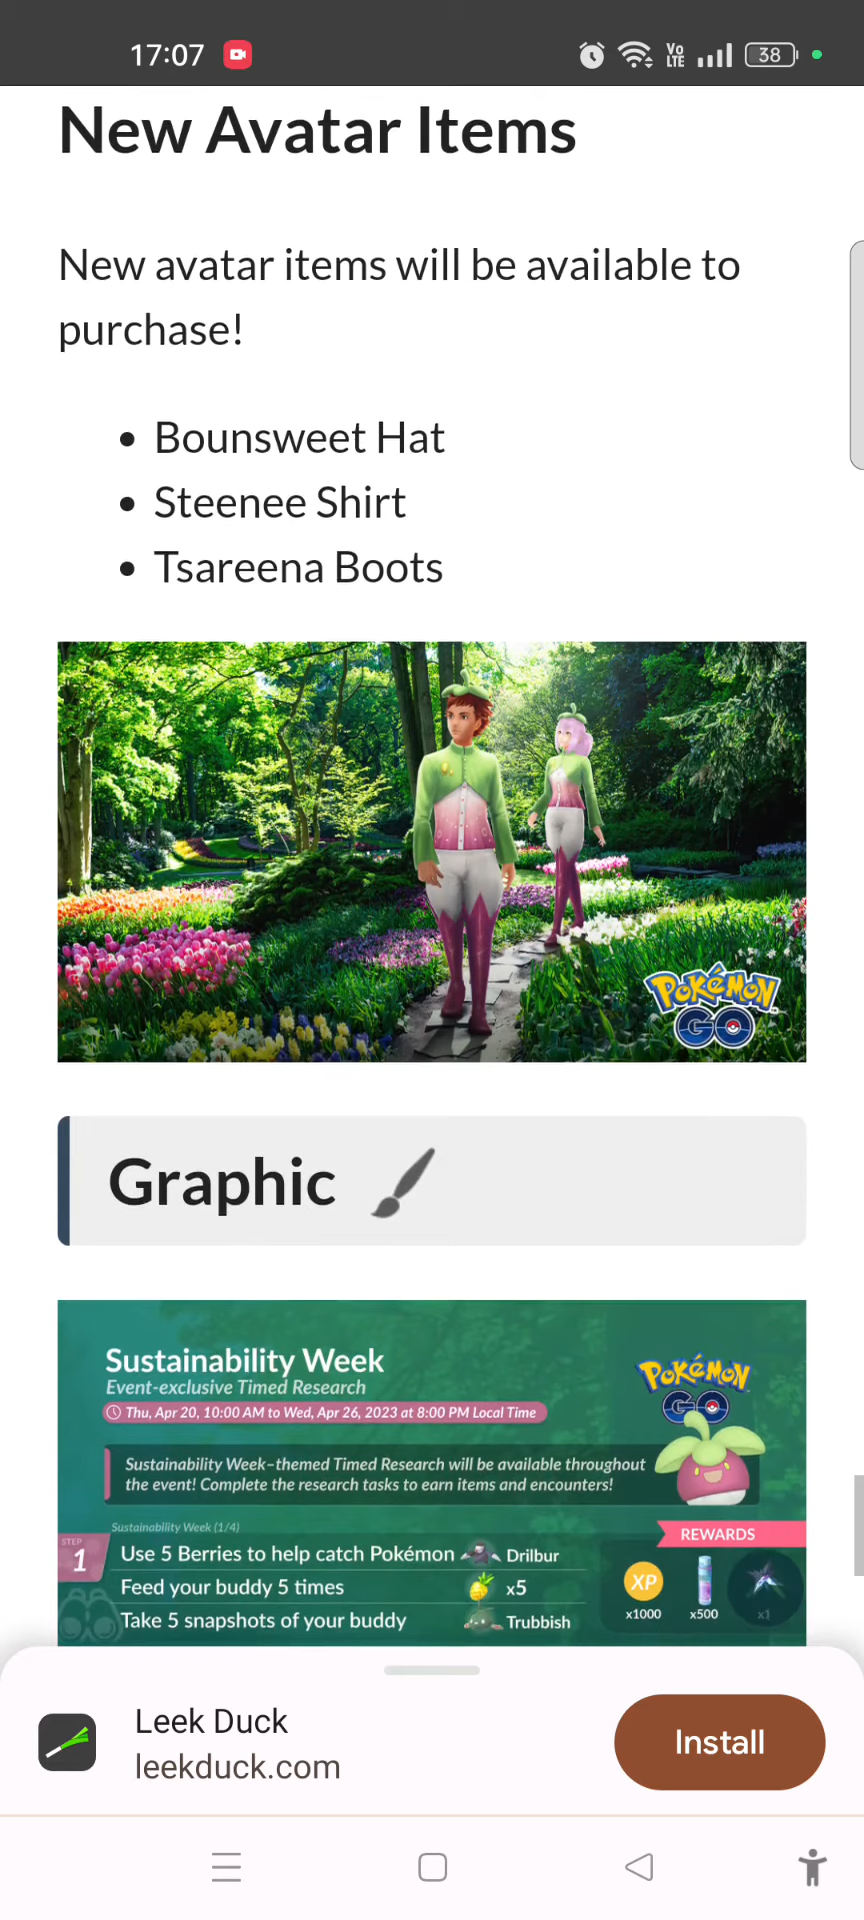 17:07
Vo LTE
38
New Avatar Items
New avatar items will be available to
purchase!
• Bounsweet Hat
• Steenee Shirt
• Tsareena Boots
POKÉMON
GO
Graphic
Sustainability Week
Event-exclusive Timed Research
Thu, Apr 20, 10:00 AM to Wed, Apr 26, 2023 at 8:00 PM Local Time
POKÉMON
GO
Sustainability Week-themed Timed Research will be available throughout
the event! Complete the research tasks to earn items and encounters!
Sustainability Week (1/4)
REWARDS
STEP
1
Use 5 Berries to help catch Pokémon Drilbur
Feed your buddy 5 times x5
Take 5 snapshots of your buddy Trubbish
XP
x1000 x500 x1
Leek Duck
leekduck.com
Install